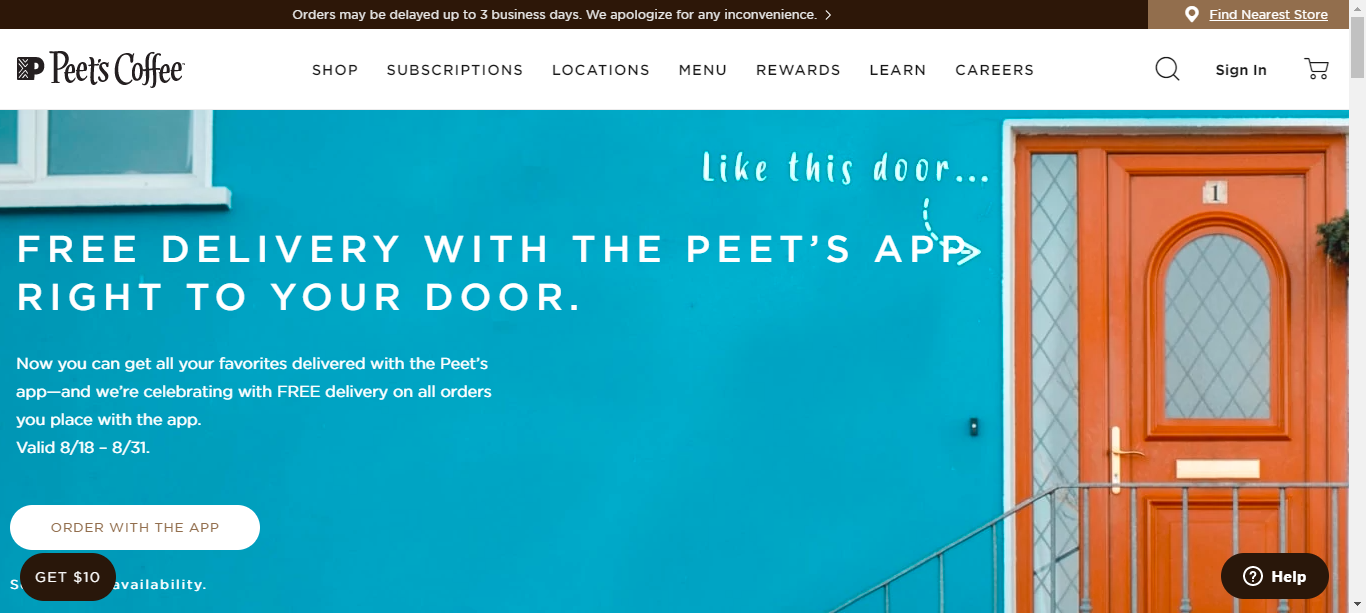 Orders may be delayed up to 3 business days. We apologize for any inconvenience.
Find Nearest Store
Peet's Coffee
SHOP SUBSCRIPTIONS LOCATIONS MENU REWARDS LEARN CAREERS
Sign In
Like this door...
1
FREE DELIVERY WITH THE PEET’S APP
RIGHT TO YOUR DOOR.
Now you can get all your favorites delivered with the Peet’s
app—and we’re celebrating with FREE delivery on all orders
you place with the app.
Valid 8/18 – 8/31.
ORDER WITH THE APP
GET $10
availability.
Help